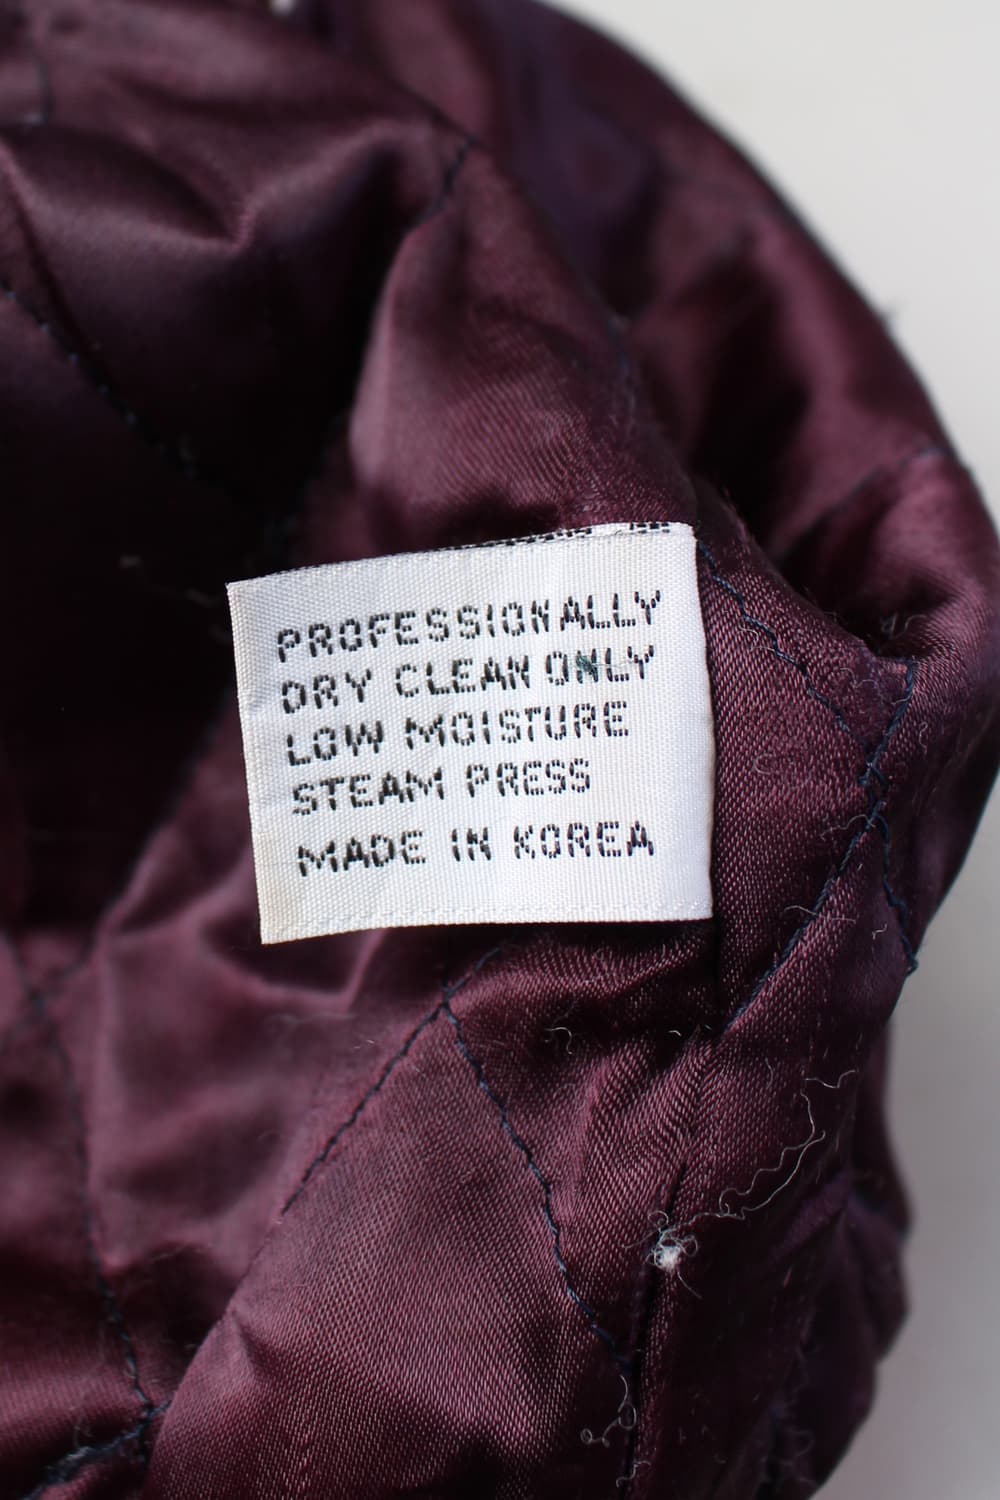 PROFESSIONALLY
DRY CLEAN ONLY
LOW MOISTURE
STEAM PRESS
MADE IN KOREA